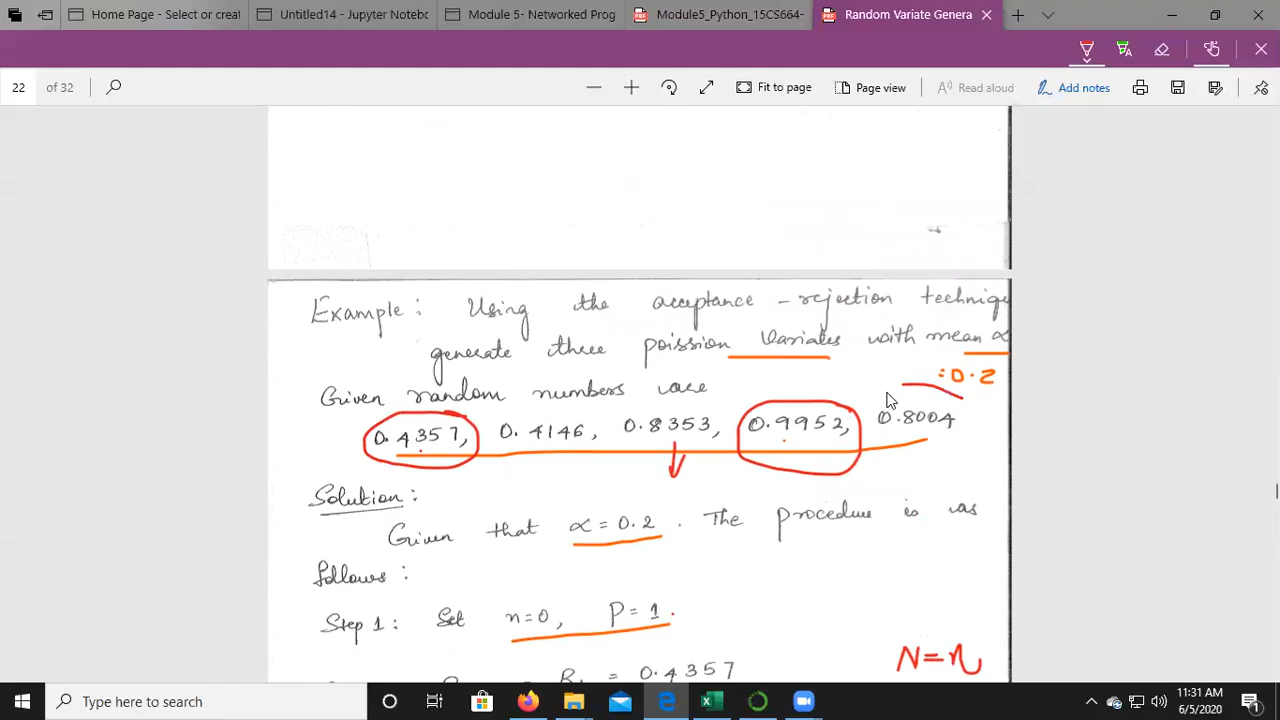 Home Page - Select or creat
Untitled14 - Jupyter Noteb
Module 5- Networked Prog
Module5_Python_15CS664-
Random Variate Genera
22 of 32
Fit to page
Page view
Read aloud
Add notes
Example: Using the acceptance - rejection techniqu
generate three poission Variates with mean α
:0.2
Given random numbers are
0.4357, 0.4146, 0.8353, 0.9952, 0.8004
Solution:
Given that α = 0.2. The procedure is as
follows:
Step 1: Set n=0, P = 1.
N=n
= 0.4357
Type here to search
11:31 AM
6/5/2020